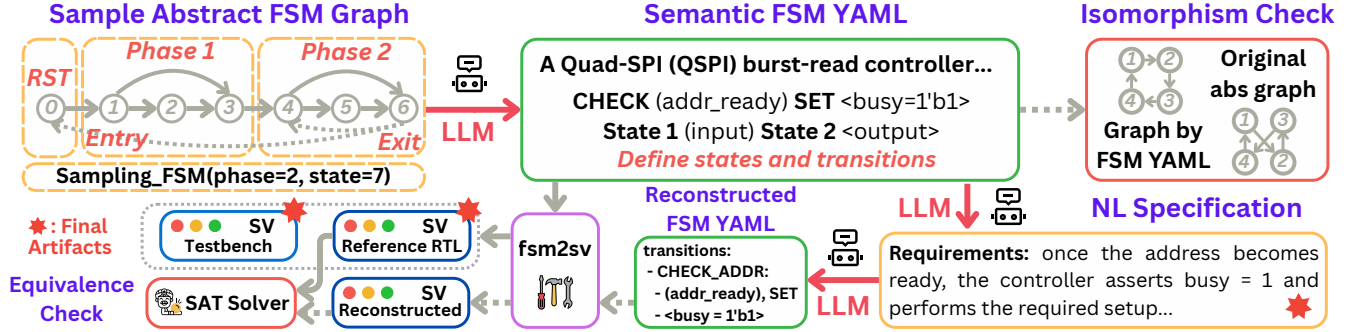 Sample Abstract FSM Graph
RST
Phase 1
Phase 2
0
1
2
3
4
5
6
Entry
Exit
Sampling_FSM(phase=2, state=7)
LLM
Semantic FSM YAML
A Quad-SPI (QSPI) burst-read controller...
CHECK (addr_ready) SET <busy=1'b1>
State 1 (input) State 2 <output>
Define states and transitions
Isomorphism Check
1
2
4
3
Graph by
FSM YAML
Original
abs graph
1
3
4
2
LLM
NL Specification
Requirements: once the address becomes
ready, the controller asserts busy = 1 and
performs the required setup...
LLM
Reconstructed
FSM YAML
transitions:
- CHECK_ADDR:
- (addr_ready), SET
- <busy = 1'b1>
fsm2sv
: Final
Artifacts
SV
Testbench
SV
Reference RTL
Equivalence
Check
SAT Solver
SV
Reconstructed